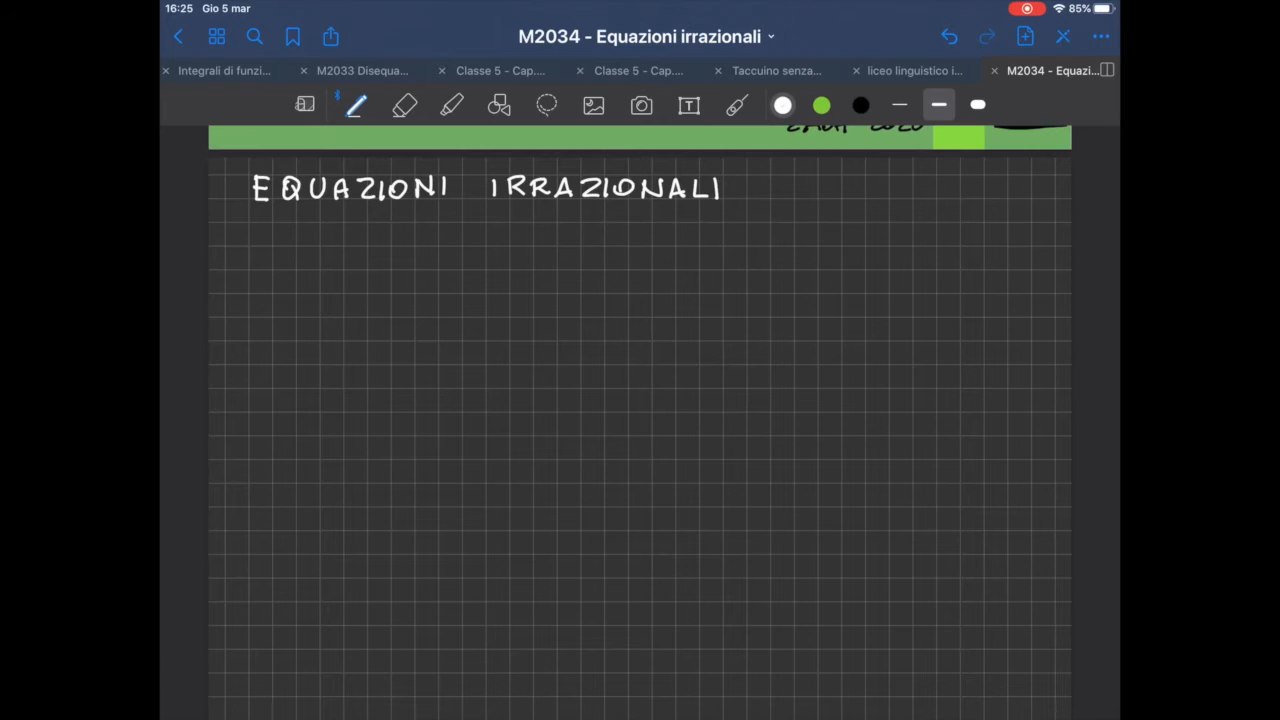 16:25 Gio 5 mar 85%
M2034 - Equazioni irrazionali
Integrali di funzi... M2033 Disequa... Classe 5 - Cap.... Classe 5 - Cap.... Taccuino senza... liceo linguistico i... M2034 - Equazi...
2020
EQUAZIONI IRRAZIONALI